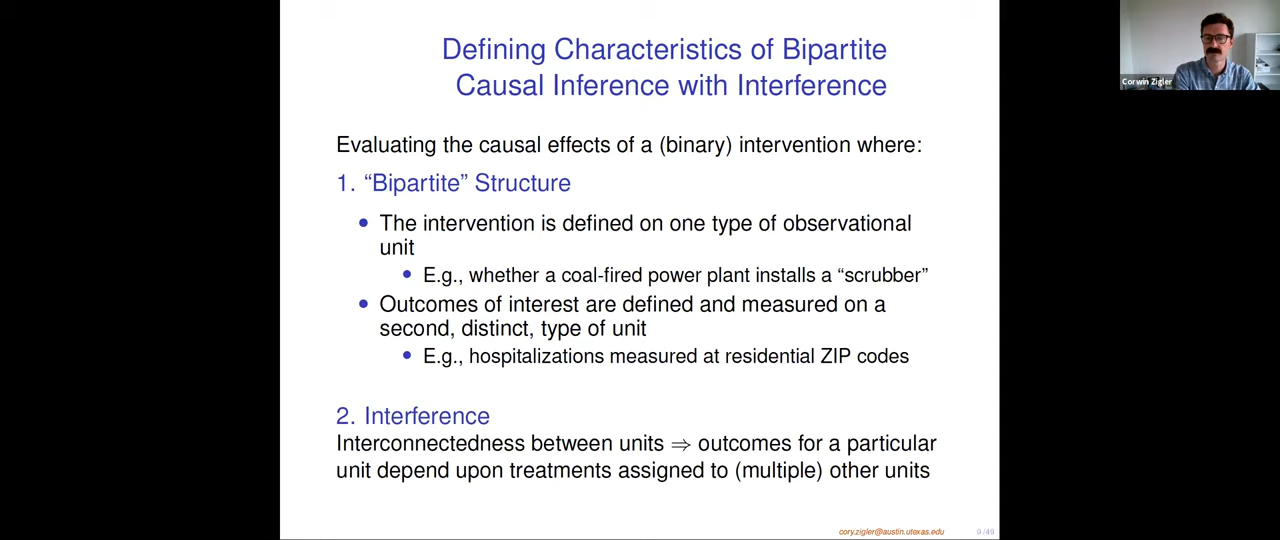 Defining Characteristics of Bipartite
Causal Inference with Interference
Evaluating the causal effects of a (binary) intervention where:
1. “Bipartite” Structure
• The intervention is defined on one type of observational
unit
• E.g., whether a coal-fired power plant installs a “scrubber”
• Outcomes of interest are defined and measured on a
second, distinct, type of unit
• E.g., hospitalizations measured at residential ZIP codes
2. Interference
Interconnectedness between units ⇒ outcomes for a particular
unit depend upon treatments assigned to (multiple) other units
cory.zigler@austin.utexas.edu
9 / 49
Corwin Zigler